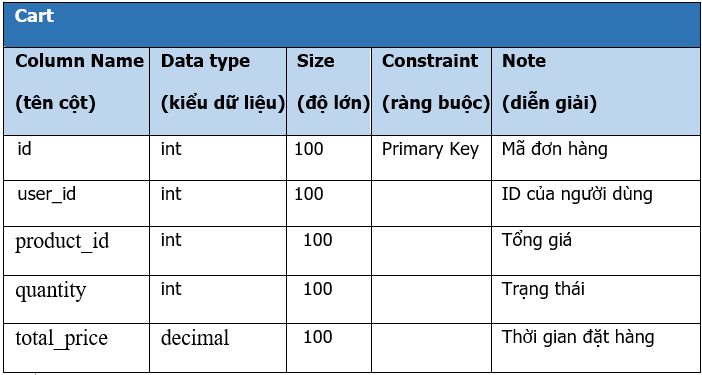 Cart
Column Name Data type Size Constraint Note
(tên cột) (kiểu dữ liệu) (độ lớn) (ràng buộc) (diễn giải)
id int 100 Primary Key Mã đơn hàng
user_id int 100 ID của người dùng
product_id int 100 Tổng giá
quantity int 100 Trạng thái
total_price decimal 100 Thời gian đặt hàng